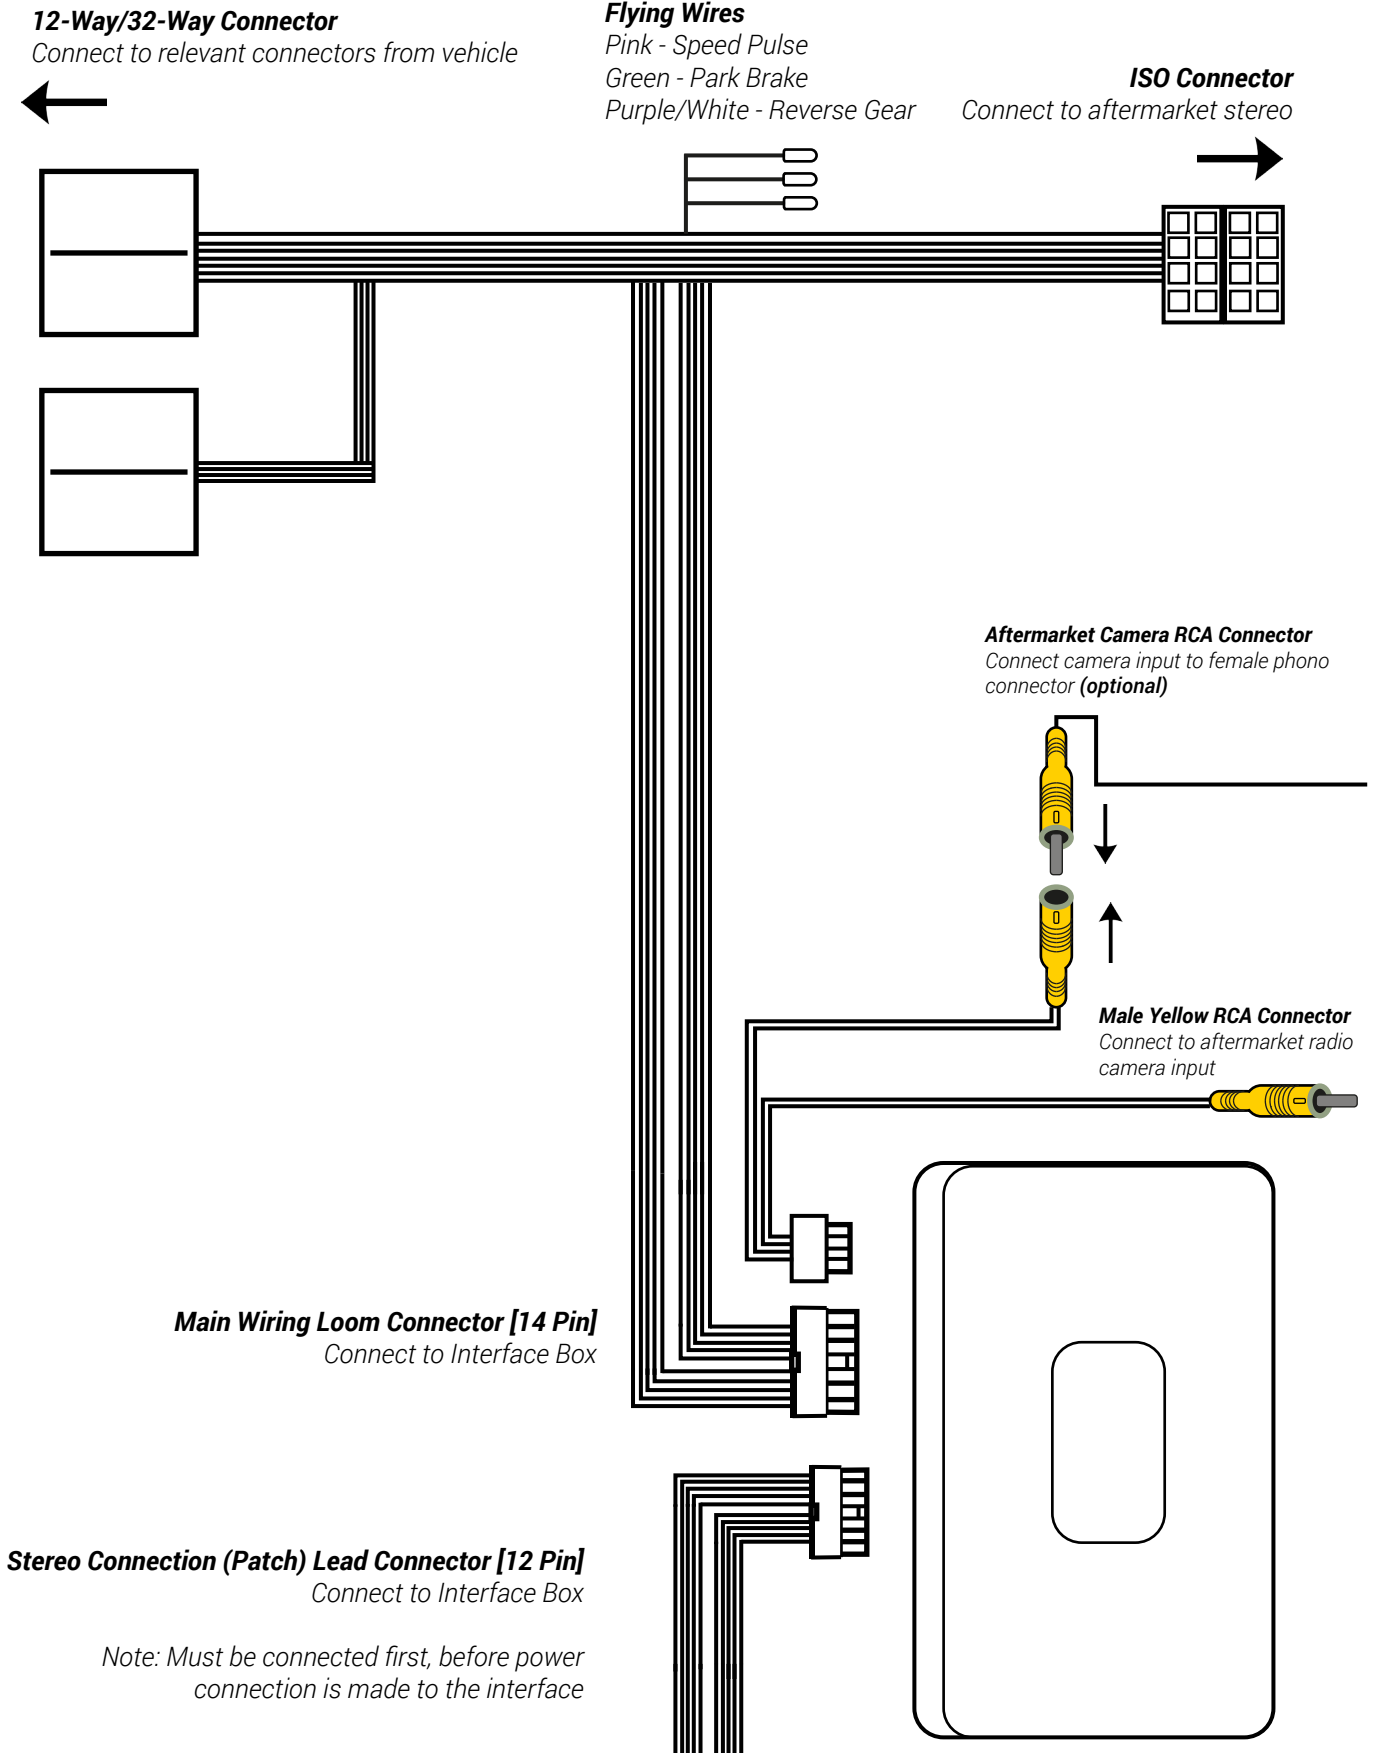 12-Way/32-Way Connector
Connect to relevant connectors from vehicle
Flying Wires
Pink - Speed Pulse
Green - Park Brake
Purple/White - Reverse Gear
ISO Connector
Connect to aftermarket stereo
Aftermarket Camera RCA Connector
Connect camera input to female phono
connector (optional)
Male Yellow RCA Connector
Connect to aftermarket radio
camera input
Main Wiring Loom Connector [14 Pin]
Connect to Interface Box
Stereo Connection (Patch) Lead Connector [12 Pin]
Connect to Interface Box
Note: Must be connected first, before power
connection is made to the interface